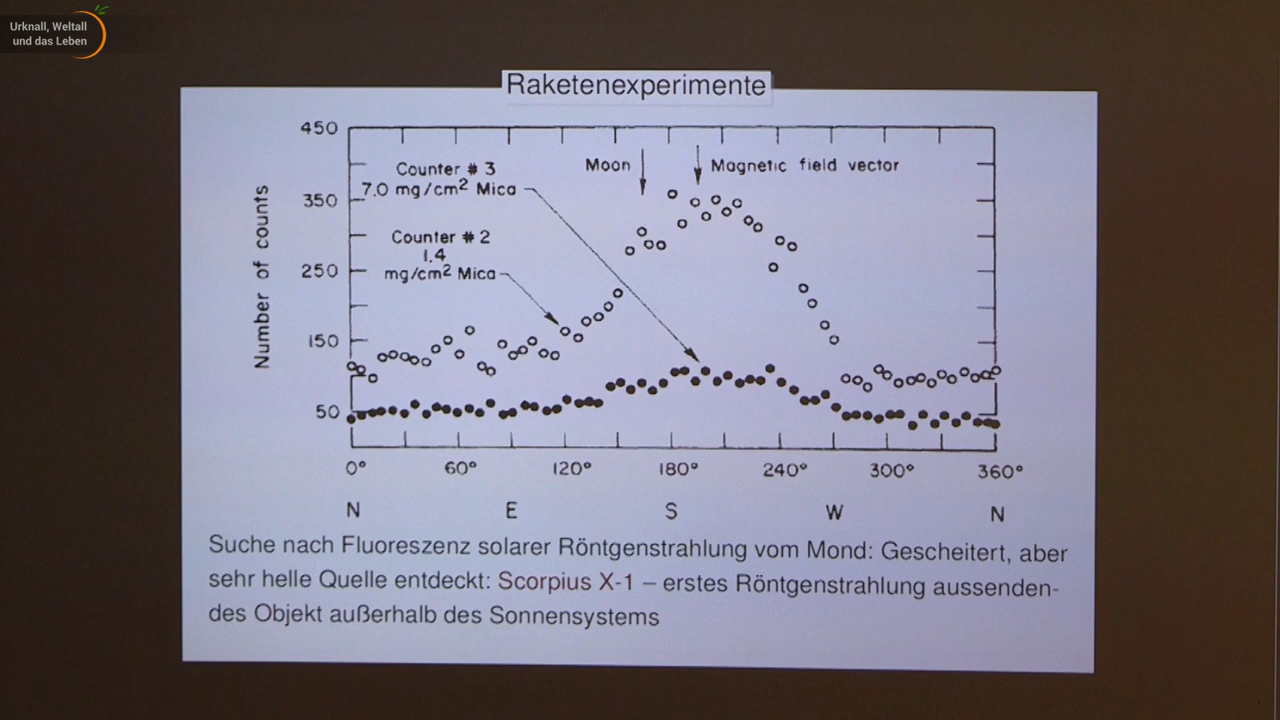 Urknall, Weltall
und das Leben
Raketenexperimente
450
350
250
150
50
Number of counts
Counter # 3
7.0 mg/cm² Mica
Counter # 2
1.4
mg/cm² Mica
Moon
Magnetic field vector
0° 60° 120° 180° 240° 300° 360°
N E S W N
Suche nach Fluoreszenz solarer Röntgenstrahlung vom Mond: Gescheitert, aber
sehr helle Quelle entdeckt: Scorpius X-1 – erstes Röntgenstrahlung aussenden-
des Objekt außerhalb des Sonnensystems